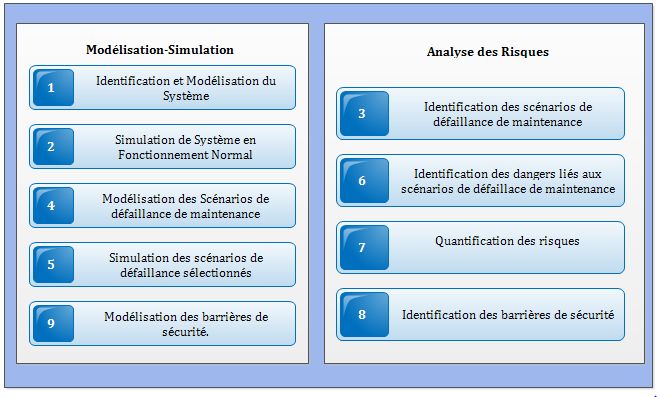 Modélisation-Simulation
1
Identification et Modélisation du
Système
2
Simulation de Système en
Fonctionnement Normal
4
Modélisation des Scénarios de
défaillance de maintenance
5
Simulation des scénarios de
défaillance sélectionnés
9
Modélisation des barrières de
sécurité.
Analyse des Risques
3
Identification des scénarios de
défaillance de maintenance
6
Identification des dangers liés aux
scénarios de défaillace de maintenance
7
Quantification des risques
8
Identification des barrières de sécurité